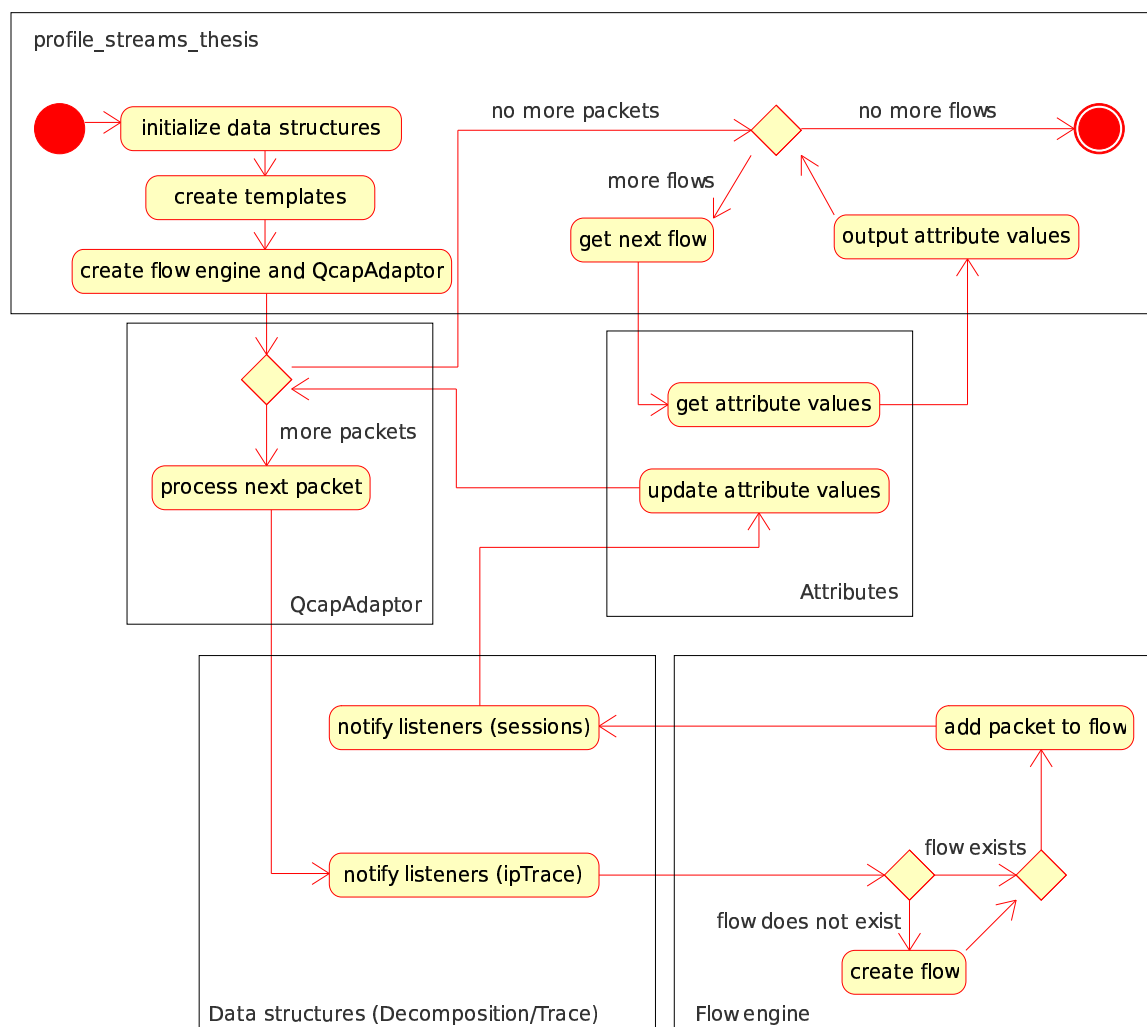 profile_streams_thesis
initialize data structures
create templates
create flow engine and QcapAdaptor
no more packets
no more flows
more flows
get next flow
output attribute values
more packets
process next packet
QcapAdaptor
get attribute values
update attribute values
Attributes
notify listeners (sessions)
notify listeners (ipTrace)
Data structures (Decomposition/Trace)
add packet to flow
flow exists
flow does not exist
create flow
Flow engine